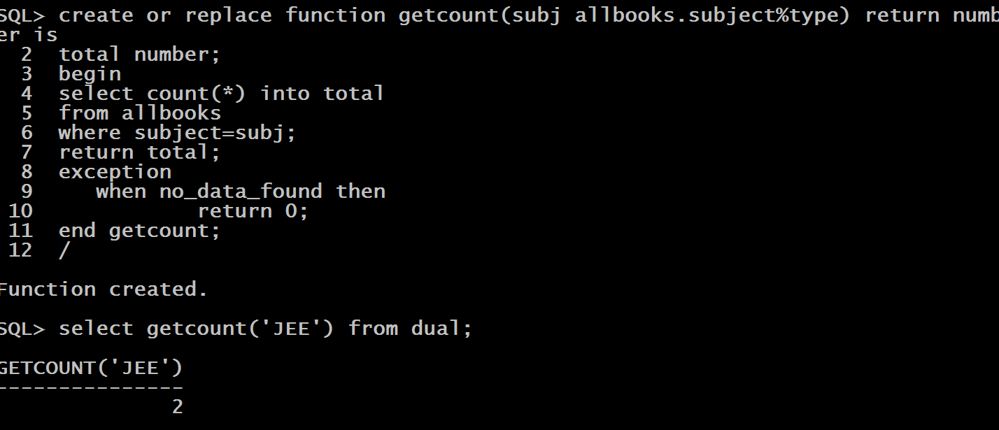 SQL> create or replace function getcount(subj allbooks.subject%type) return numb
er is
  2  total number;
  3  begin
  4  select count(*) into total
  5  from allbooks
  6  where subject=subj;
  7  return total;
  8  exception
  9     when no_data_found then
 10             return 0;
 11  end getcount;
 12  /
Function created.
SQL> select getcount('JEE') from dual;
GETCOUNT('JEE')
---------------
              2